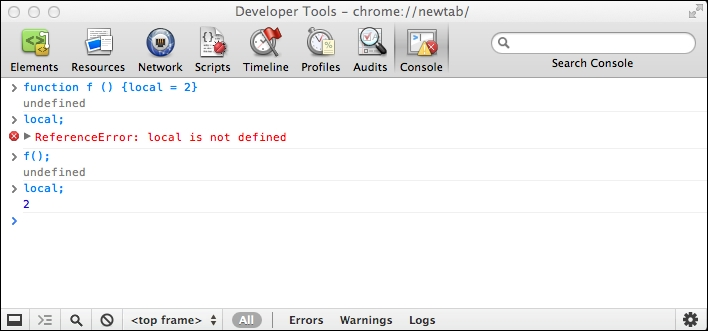 Developer Tools - chrome://newtab/
Elements Resources Network Scripts Timeline Profiles Audits Console Search Console
> function f () {local = 2}
undefined
> local;
ReferenceError: local is not defined
> f();
undefined
> local;
2
>
<top frame> All Errors Warnings Logs